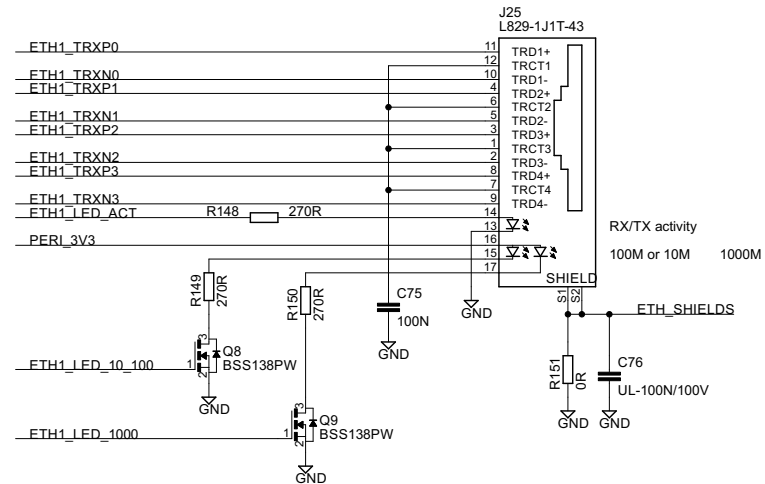 J25
L829-1J1T-43
ETH1_TRXP0 11 TRD1+
12 TRCT1
ETH1_TRXN0 10 TRD1-
ETH1_TRXP1 4 TRD2+
6 TRCT2
ETH1_TRXN1 5 TRD2-
ETH1_TRXP2 3 TRD3+
1 TRCT3
ETH1_TRXN2 2 TRD3-
ETH1_TRXP3 8 TRD4+
7 TRCT4
ETH1_TRXN3 9 TRD4-
ETH1_LED_ACT R148 270R 14
13 RX/TX activity
PERI_3V3 16
15 100M or 10M 1000M
17
SHIELD
S1 S2
R149 270R
R150 270R
C75
100N
GND
GND
ETH_SHIELDS
Q8
BSS138PW
3
1
2
ETH1_LED_10_100
GND
R151 0R
C76
UL-100N/100V
GND GND
Q9
BSS138PW
3
1
2
ETH1_LED_1000
GND